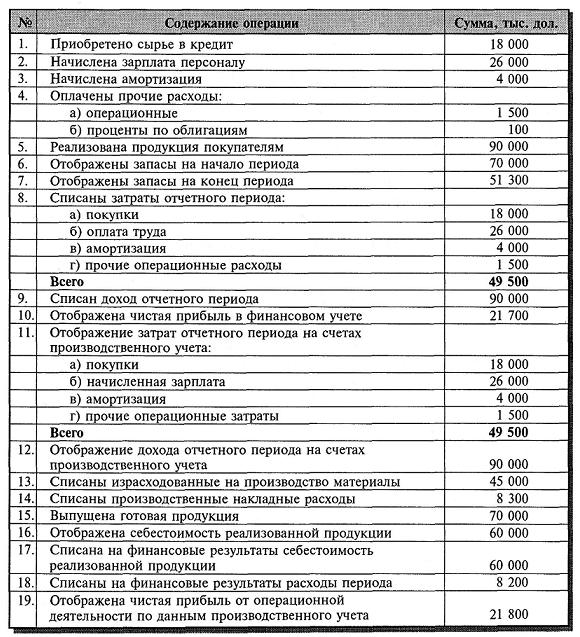 № Содержание операции Сумма, тыс. дол.
1. Приобретено сырье в кредит 18 000
2. Начислена зарплата персоналу 26 000
3. Начислена амортизация 4 000
4. Оплачены прочие расходы:
а) операционные 1 500
б) проценты по облигациям 100
5. Реализована продукция покупателям 90 000
6. Отображены запасы на начало периода 70 000
7. Отображены запасы на конец периода 51 300
8. Списаны затраты отчетного периода:
а) покупки 18 000
б) оплата труда 26 000
в) амортизация 4 000
г) прочие операционные расходы 1 500
Всего 49 500
9. Списан доход отчетного периода 90 000
10. Отображена чистая прибыль в финансовом учете 21 700
11. Отображение затрат отчетного периода на счетах
производственного учета:
а) покупки 18 000
б) начисленная зарплата 26 000
в) амортизация 4 000
г) прочие операционные затраты 1 500
Всего 49 500
12. Отображение дохода отчетного периода на счетах
производственного учета 90 000
13. Списаны израсходованные на производство материалы 45 000
14. Списаны производственные накладные расходы 8 300
15. Выпущена готовая продукция 70 000
16. Отображена себестоимость реализованной продукции 60 000
17. Списана на финансовые результаты себестоимость
реализованной продукции 60 000
18. Списаны на финансовые результаты расходы периода 8 200
19. Отображена чистая прибыль от операционной
деятельности по данным производственного учета 21 800